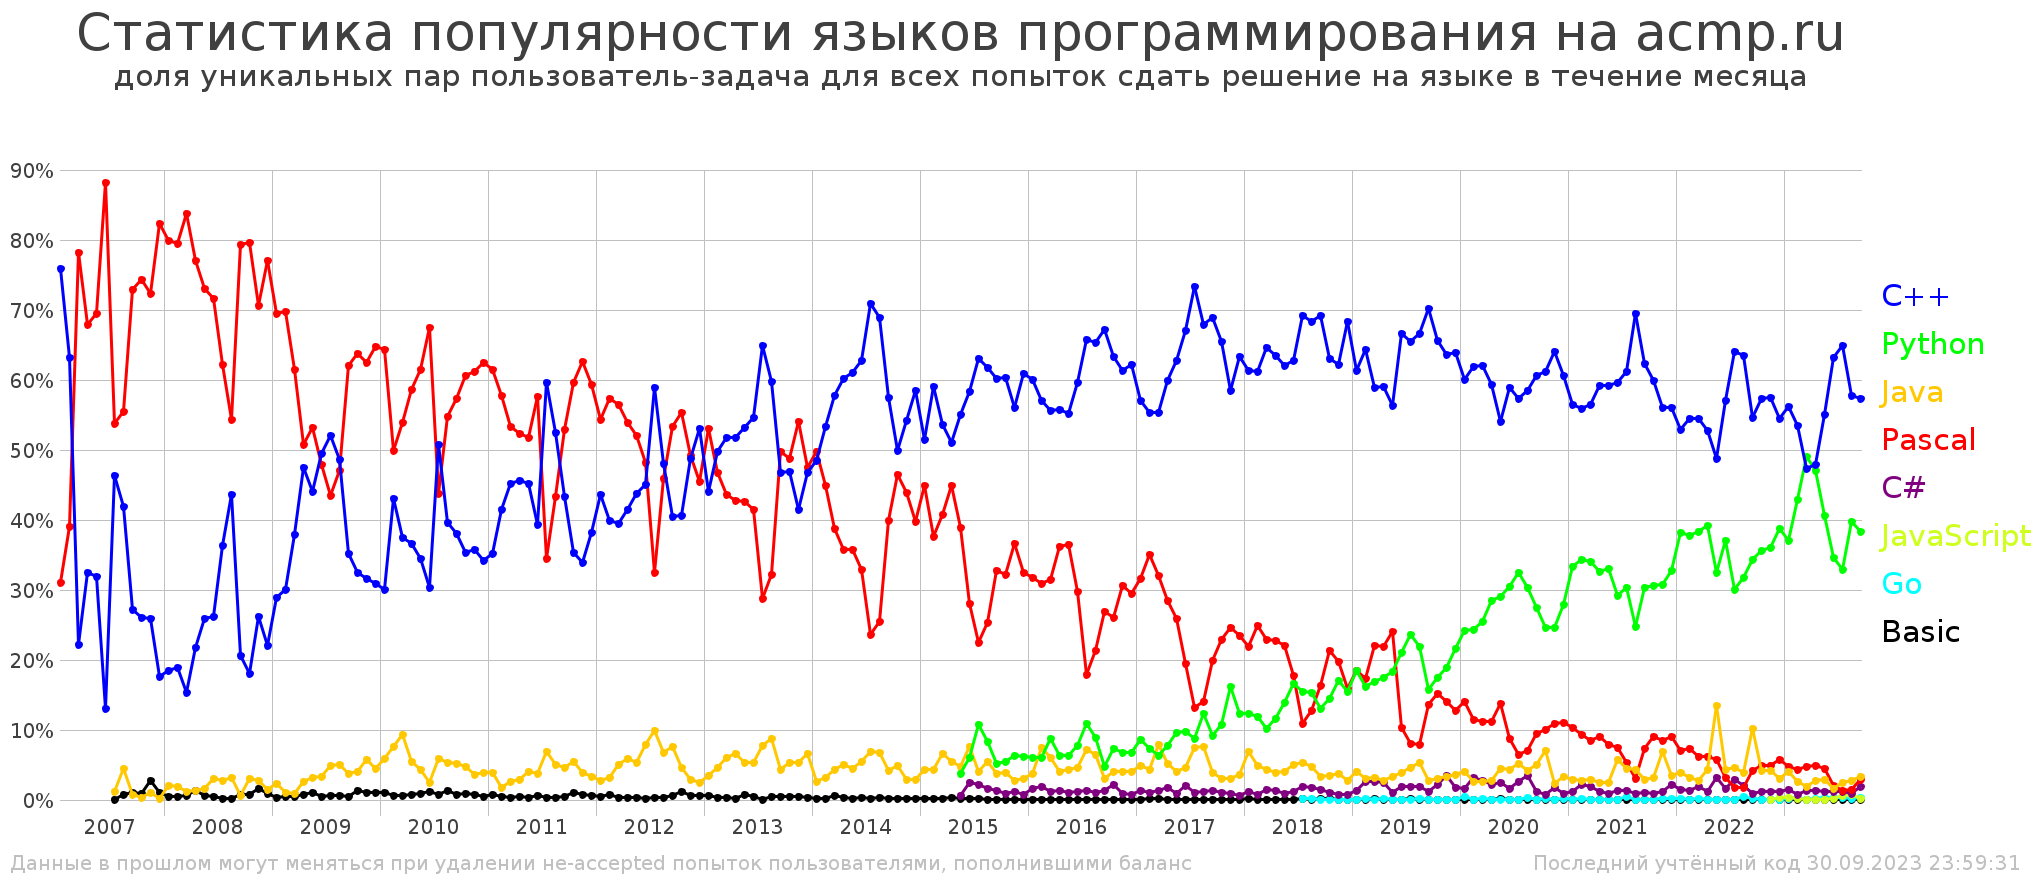 Статистика популярности языков программирования на acmp.ru
доля уникальных пар пользователь-задача для всех попыток сдать решение на языке в течение месяца
90%
80%
70%
60%
50%
40%
30%
20%
10%
0%
C++
Python
Java
Pascal
C#
JavaScript
Go
Basic
2007 2008 2009 2010 2011 2012 2013 2014 2015 2016 2017 2018 2019 2020 2021 2022
Данные в прошлом могут меняться при удалении не-accepted попыток пользователями, пополнившими баланс
Последний учтённый код 30.09.2023 23:59:31